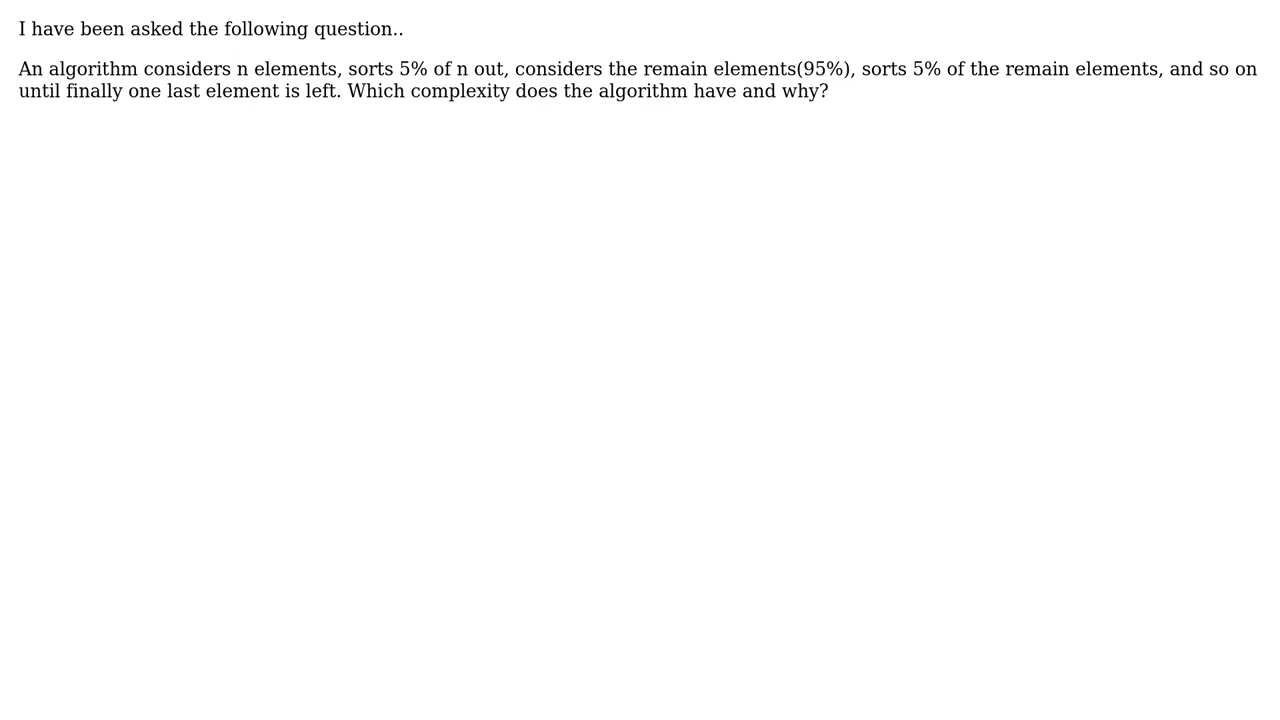 I have been asked the following question..
An algorithm considers n elements, sorts 5% of n out, considers the remain elements(95%), sorts 5% of the remain elements, and so on
until finally one last element is left. Which complexity does the algorithm have and why?